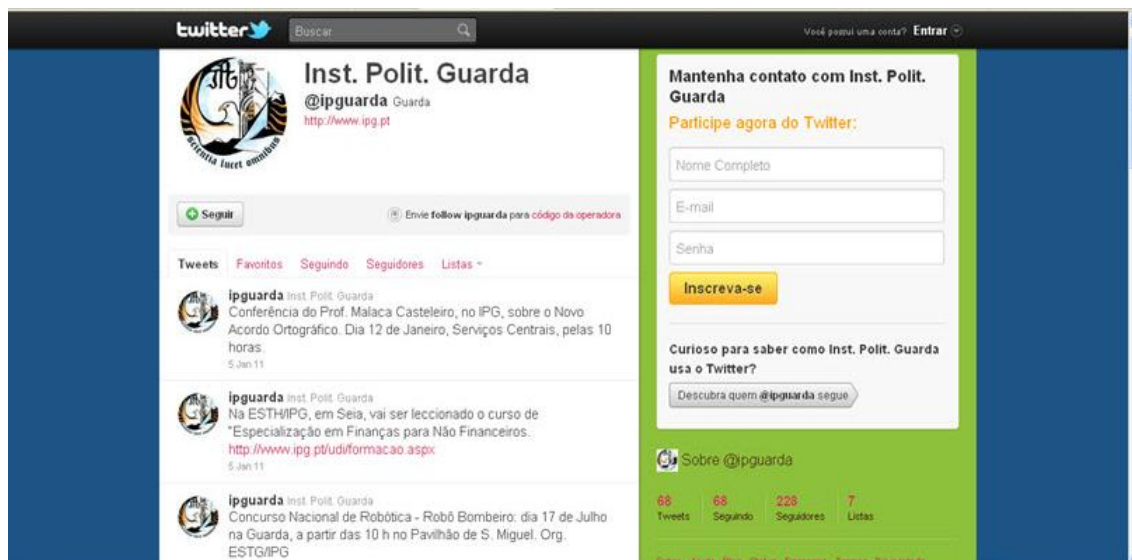 twitter
Buscar
Você possui uma conta? Entrar
Inst. Polit. Guarda
@ipguarda Guarda
http://www.ipg.pt
scientia lucet omnibus
Seguir
Envie follow ipguarda para código da operadora
Tweets Favoritos Seguindo Seguidores Listas
ipguarda Inst. Polit. Guarda
Conferência do Prof. Malaca Casteleiro, no IPG, sobre o Novo
Acordo Ortográfico. Dia 12 de Janeiro, Serviços Centrais, pelas 10
horas.
5 Jan 11
ipguarda Inst. Polit. Guarda
Na ESTH/IPG, em Seia, vai ser leccionado o curso de
"Especialização em Finanças para Não Financeiros.
http://www.ipg.pt/udi/formacao.aspx
5 Jan 11
ipguarda Inst. Polit. Guarda
Concurso Nacional de Robótica - Robô Bombeiro: dia 17 de Julho
na Guarda, a partir das 10 h no Pavilhão de S. Miguel. Org.
ESTG/IPG
Mantenha contato com Inst. Polit.
Guarda
Participe agora do Twitter:
Nome Completo
E-mail
Senha
Inscreva-se
Curioso para saber como Inst. Polit. Guarda
usa o Twitter?
Descubra quem @ipguarda segue
Sobre @ipguarda
68 68 228 7
Tweets Seguindo Seguidores Listas